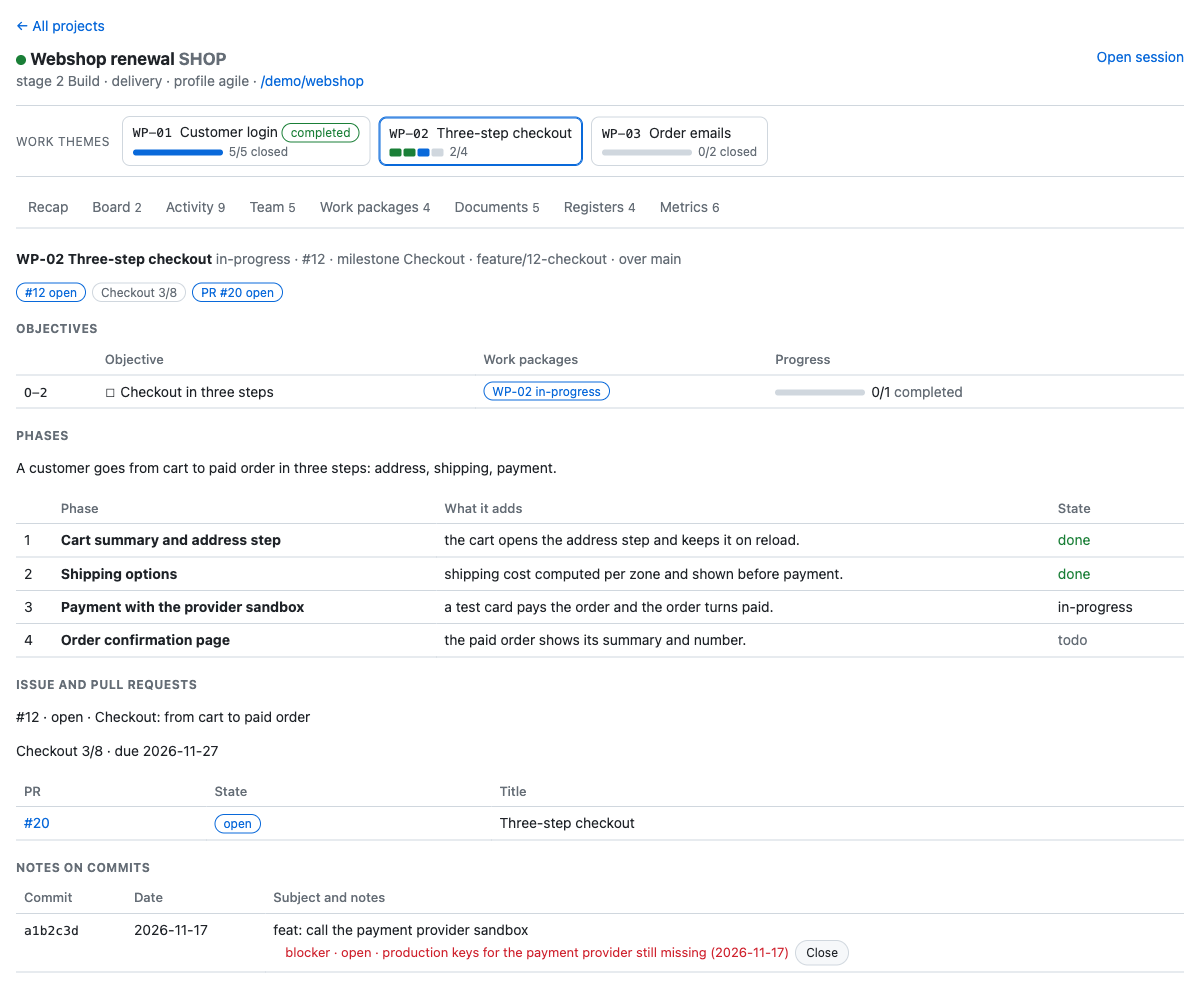 ← All projects
Webshop renewal SHOP
Open session
stage 2 Build · delivery · profile agile · /demo/webshop
WORK THEMES
WP-01 Customer login completed
5/5 closed
WP-02 Three-step checkout
2/4
WP-03 Order emails
0/2 closed
Recap Board 2 Activity 9 Team 5 Work packages 4 Documents 5 Registers 4 Metrics 6
WP-02 Three-step checkout in-progress · #12 · milestone Checkout · feature/12-checkout · over main
#12 open Checkout 3/8 PR #20 open
OBJECTIVES
Objective Work packages Progress
O-2 Checkout in three steps WP-02 in-progress 0/1 completed
PHASES
A customer goes from cart to paid order in three steps: address, shipping, payment.
Phase What it adds State
1 Cart summary and address step the cart opens the address step and keeps it on reload. done
2 Shipping options shipping cost computed per zone and shown before payment. done
3 Payment with the provider sandbox a test card pays the order and the order turns paid. in-progress
4 Order confirmation page the paid order shows its summary and number. todo
ISSUE AND PULL REQUESTS
#12 · open · Checkout: from cart to paid order
Checkout 3/8 · due 2026-11-27
PR State Title
#20 open Three-step checkout
NOTES ON COMMITS
Commit Date Subject and notes
a1b2c3d 2026-11-17 feat: call the payment provider sandbox
blocker · open · production keys for the payment provider still missing (2026-11-17) Close